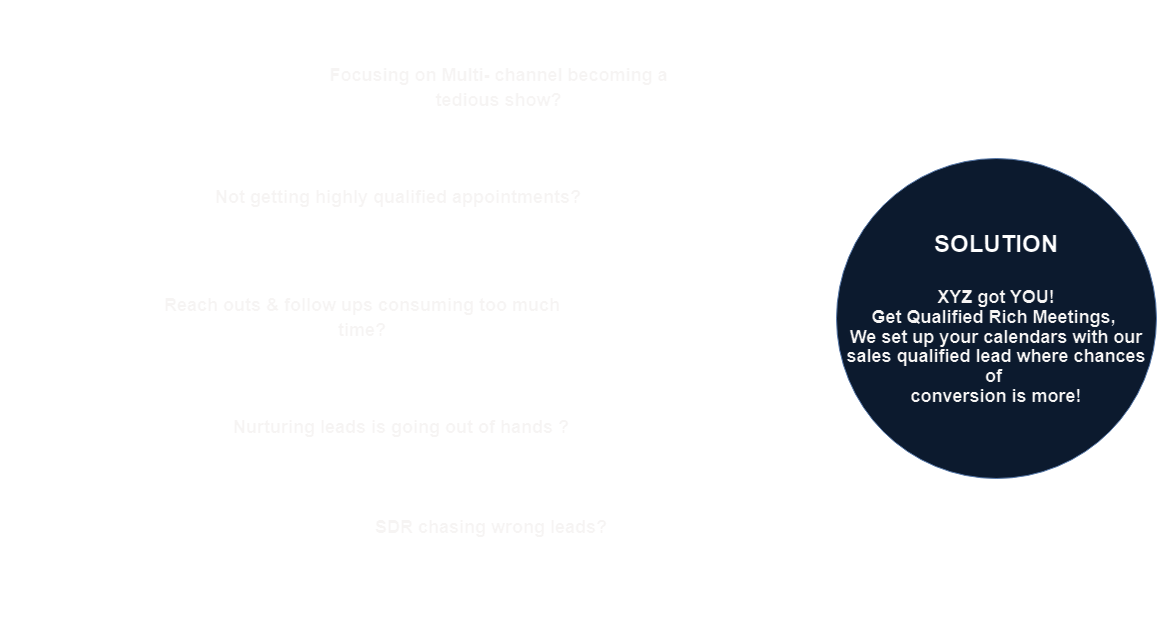 Focusing on Multi- channel becoming a
tedious show?
Not getting highly qualified appointments?
Reach outs & follow ups consuming too much
time?
Nurturing leads is going out of hands ?
SDR chasing wrong leads?
SOLUTION
XYZ got YOU!
Get Qualified Rich Meetings,
We set up your calendars with our
sales qualified lead where chances
of
conversion is more!